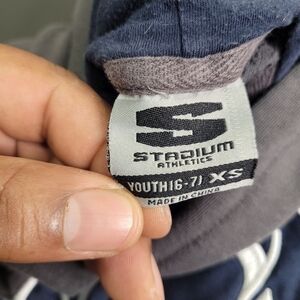 S
STADIUM
ATHLETICS
YOUTH(6-7) XS
MADE IN CHINA